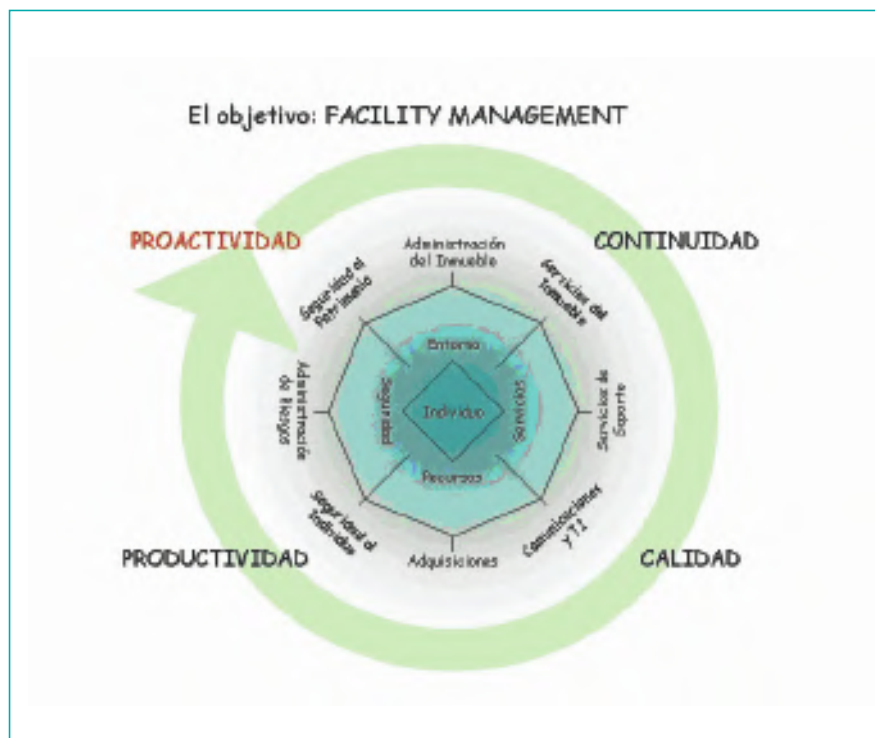 El objetivo: FACILITY MANAGEMENT
PROACTIVIDAD
CONTINUIDAD
Administración
del Inmueble
Seguridad al
Patrimonio
Servicios del
Inmueble
Entorno
Administración
de Riesgos
Seguridad
Individuo
Servicios
Servicios de
Soporte
Recursos
Seguridad al
Individuo
Comunicaciones
y TI
Adquisiciones
PRODUCTIVIDAD
CALIDAD